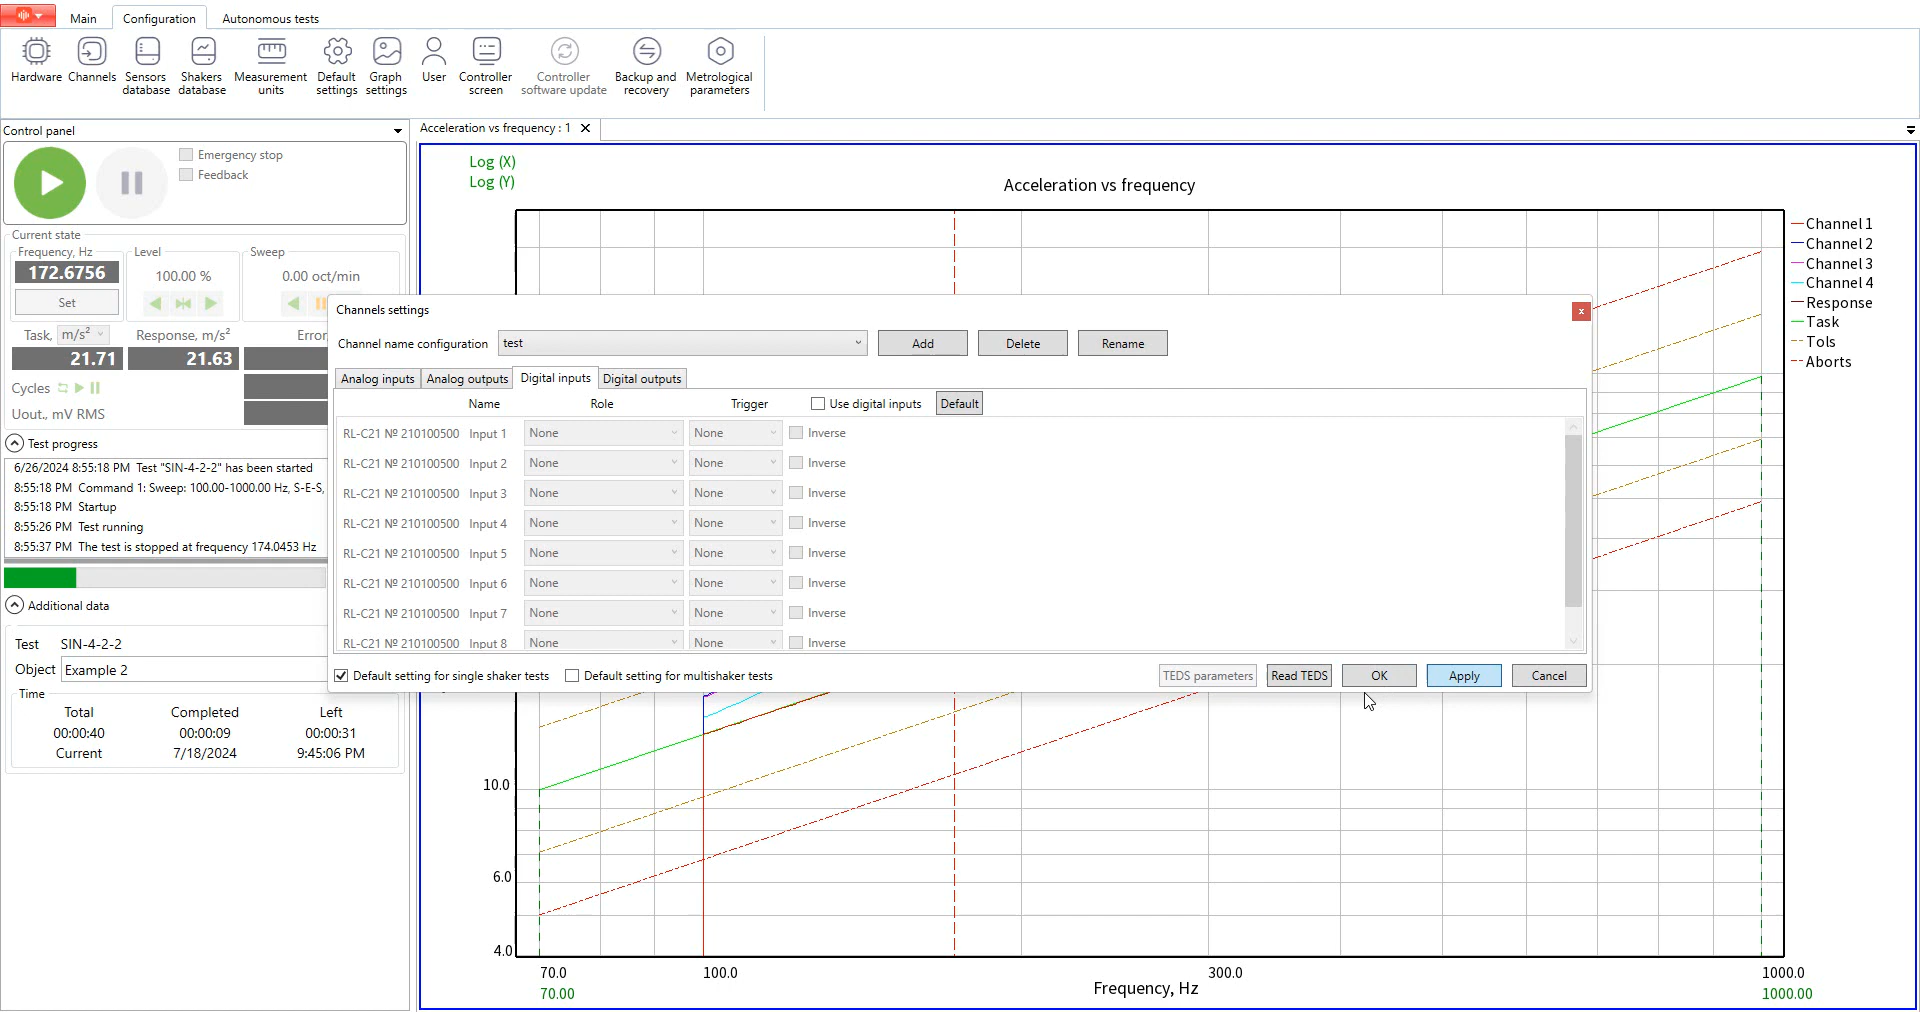 Main
Configuration
Autonomous tests
Hardware
Channels
Sensors database
Shakers database
Measurement units
Default settings
Graph settings
User
Controller screen
Controller software update
Backup and recovery
Metrological parameters
Control panel
Acceleration vs frequency : 1
Emergency stop
Feedback
Current state
Frequency, Hz
Level
Sweep
172.6756
100.00 %
0.00 oct/min
Set
Task, m/s²
Response, m/s²
Error,
21.71
21.63
Cycles
Uout., mV RMS
Test progress
6/26/2024 8:55:18 PM Test "SIN-4-2-2" has been started
8:55:18 PM Command 1: Sweep: 100.00-1000.00 Hz, S-E-S,
8:55:18 PM Startup
8:55:26 PM Test running
8:55:37 PM The test is stopped at frequency 174.0453 Hz
Additional data
Test SIN-4-2-2
Object Example 2
Time
Total Completed Left
00:00:40 00:00:09 00:00:31
Current 7/18/2024 9:45:06 PM
Log (X)
Log (Y)
Acceleration vs frequency
Channel 1
Channel 2
Channel 3
Channel 4
Response
Task
Tols
Aborts
Channels settings
Channel name configuration test
Add
Delete
Rename
Analog inputs
Analog outputs
Digital inputs
Digital outputs
Name Role Trigger Use digital inputs Default
RL-C21 № 210100500 Input 1 None None Inverse
RL-C21 № 210100500 Input 2 None None Inverse
RL-C21 № 210100500 Input 3 None None Inverse
RL-C21 № 210100500 Input 4 None None Inverse
RL-C21 № 210100500 Input 5 None None Inverse
RL-C21 № 210100500 Input 6 None None Inverse
RL-C21 № 210100500 Input 7 None None Inverse
RL-C21 № 210100500 Input 8 None None Inverse
Default setting for single shaker tests
Default setting for multishaker tests
TEDS parameters
Read TEDS
OK
Apply
Cancel
10.0
6.0
4.0
70.0 100.0 300.0 1000.0
70.00 1000.00
Frequency, Hz